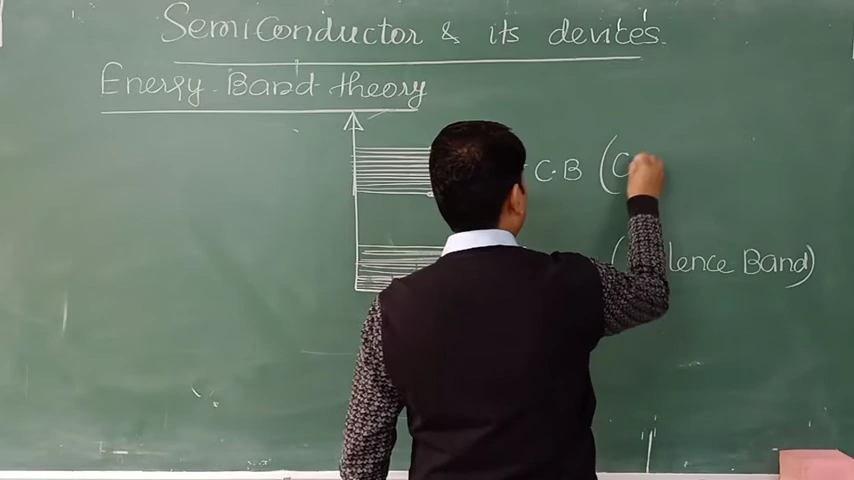 Semiconductor & its devices.
Energy Band theory
C.B (C
lence Band)